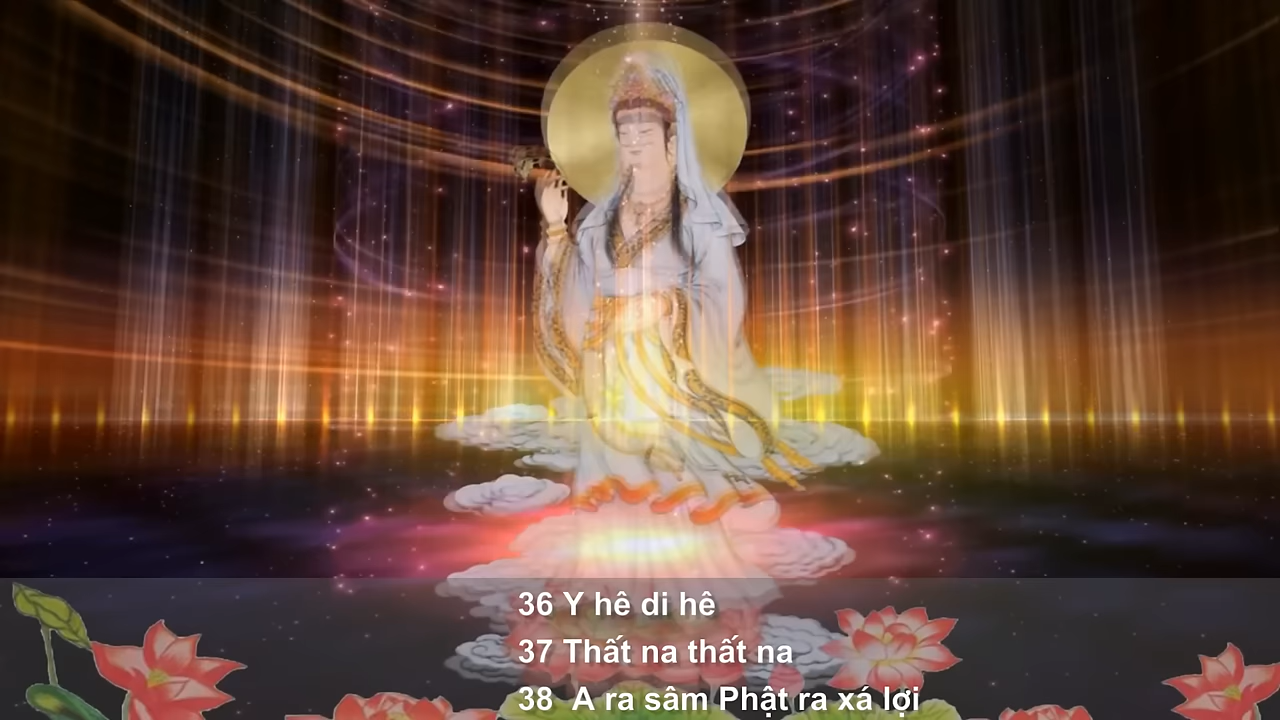 36 Y hê di hê
37 Thất na thất na
38 A ra sâm Phật ra xá lợi